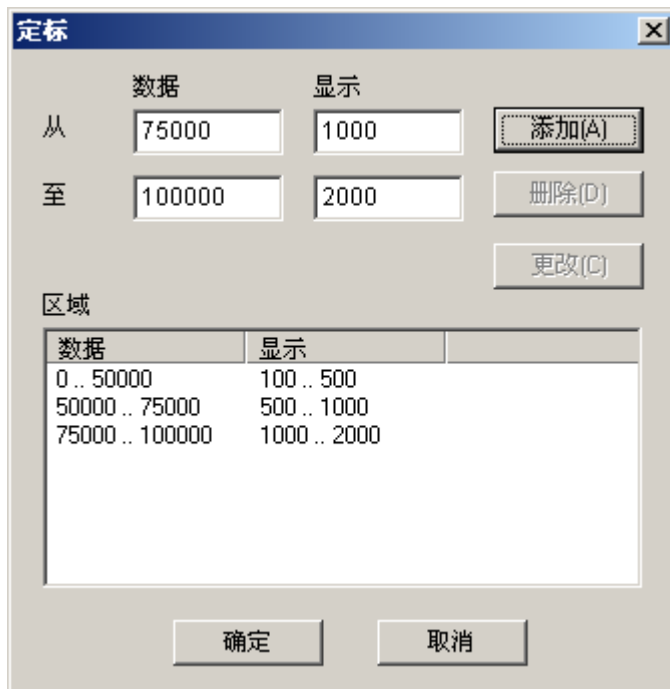 定标
数据 显示
从 75000 1000 添加(A)
至 100000 2000 删除(D)
更改(C)
区域
数据 显示
0 .. 50000 100 .. 500
50000 .. 75000 500 .. 1000
75000 .. 100000 1000 .. 2000
确定 取消